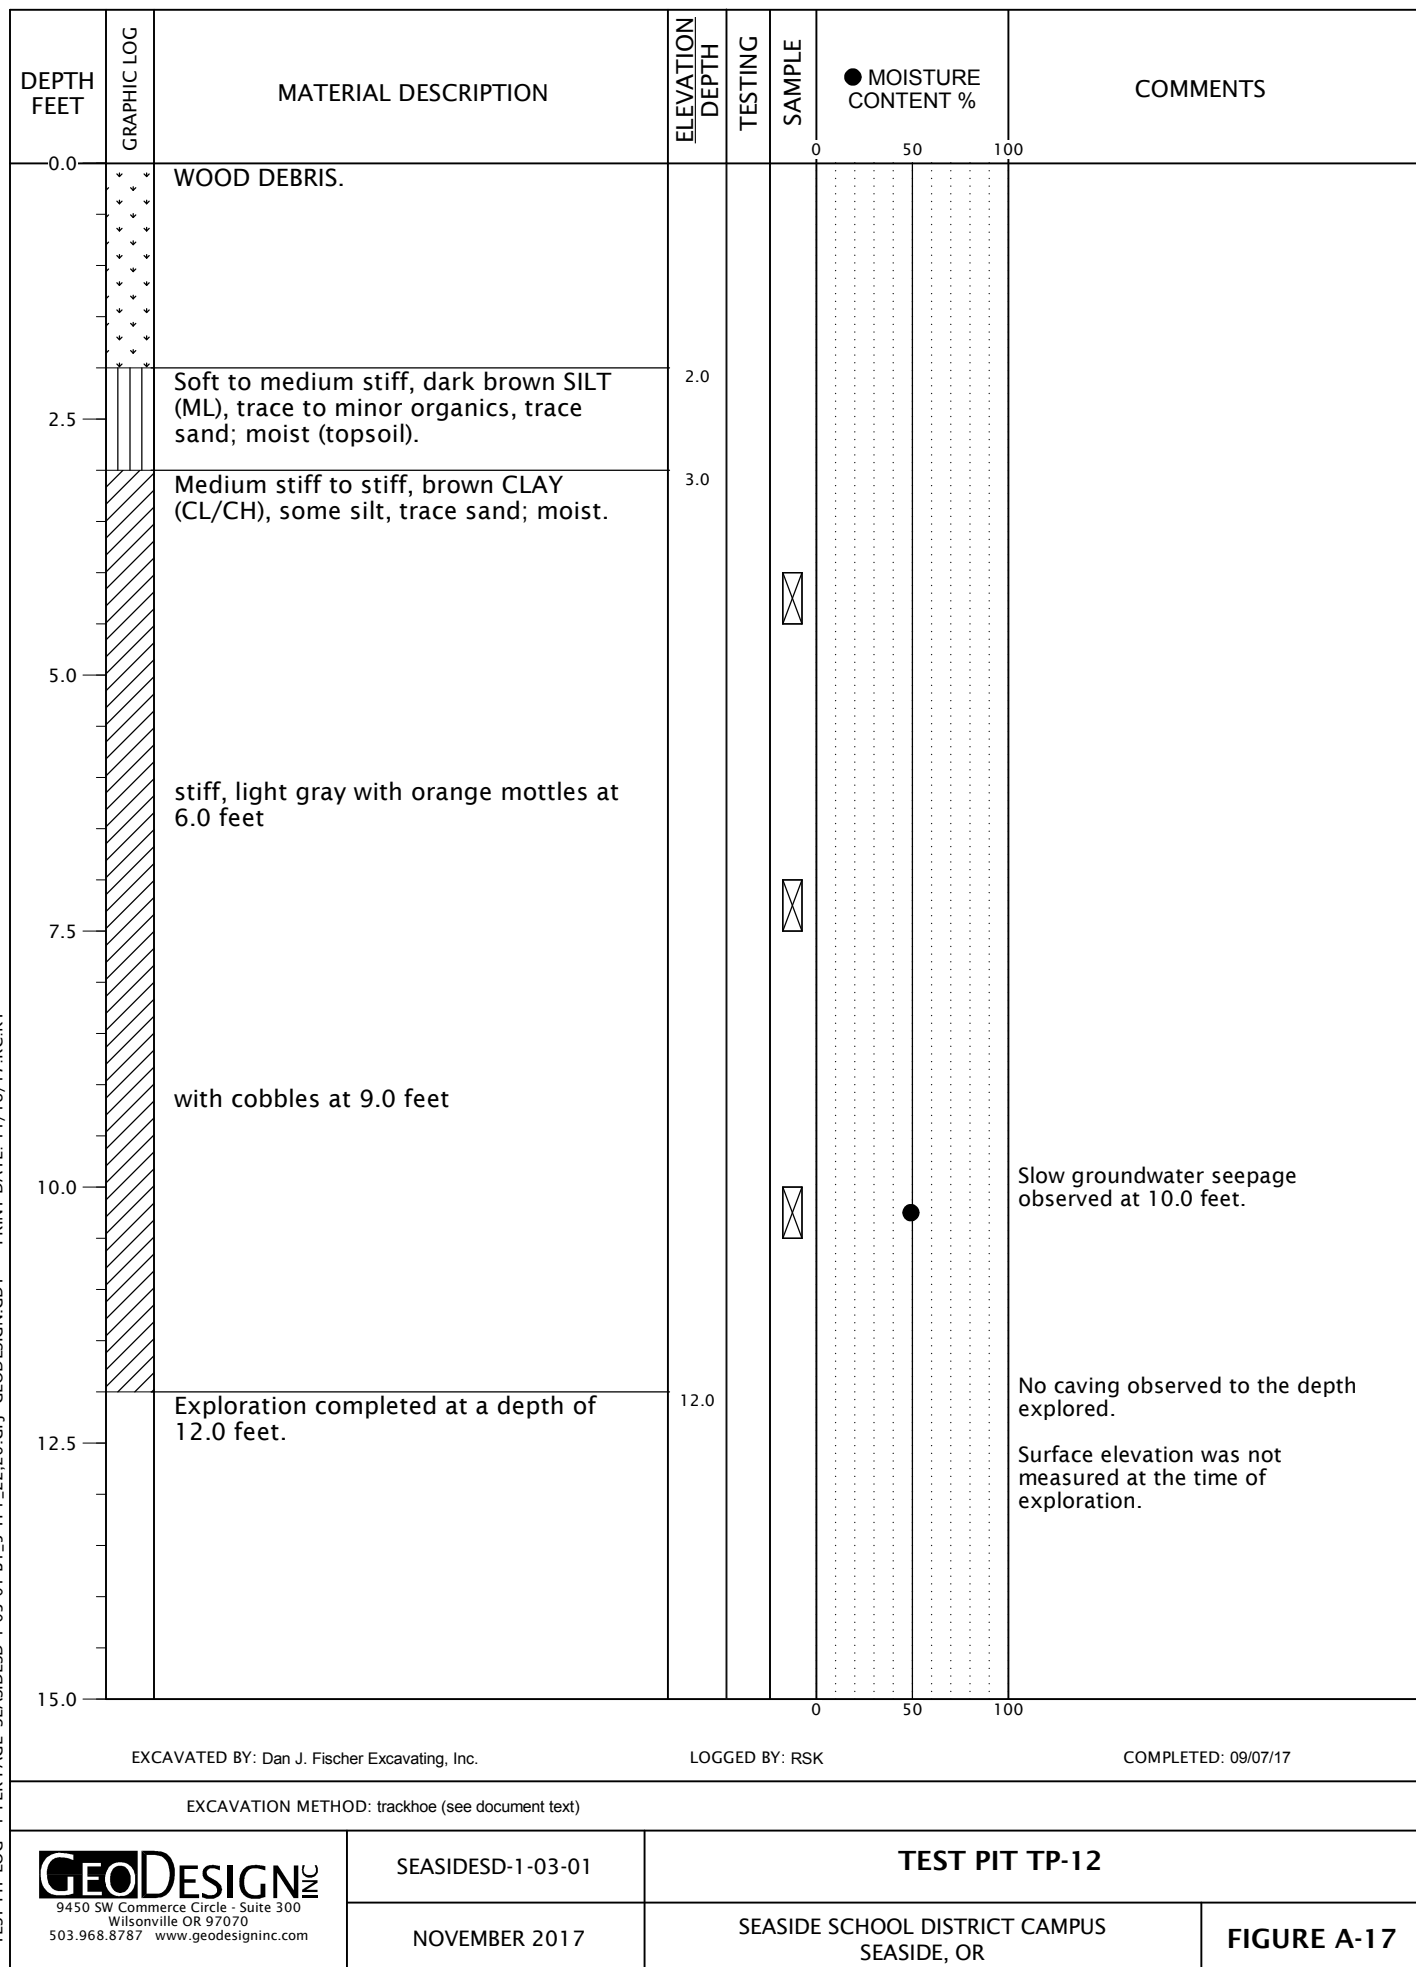 DEPTH
FEET
GRAPHIC LOG
MATERIAL DESCRIPTION
ELEVATION
DEPTH
TESTING
SAMPLE
MOISTURE
CONTENT %
COMMENTS
0 50 100
0.0
WOOD DEBRIS.
2.0
Soft to medium stiff, dark brown SILT
(ML), trace to minor organics, trace
sand; moist (topsoil).
2.5
3.0
Medium stiff to stiff, brown CLAY
(CL/CH), some silt, trace sand; moist.
5.0
stiff, light gray with orange mottles at
6.0 feet
7.5
with cobbles at 9.0 feet
10.0
Slow groundwater seepage
observed at 10.0 feet.
12.0
Exploration completed at a depth of
12.0 feet.
No caving observed to the depth
explored.
12.5
Surface elevation was not
measured at the time of
exploration.
15.0
0 50 100
EXCAVATED BY: Dan J. Fischer Excavating, Inc. LOGGED BY: RSK COMPLETED: 09/07/17
EXCAVATION METHOD: trackhoe (see document text)
GEODESIGN INC
9450 SW Commerce Circle - Suite 300
Wilsonville OR 97070
503.968.8787 www.geodesigninc.com
SEASIDESD-1-03-01
NOVEMBER 2017
TEST PIT TP-12
SEASIDE SCHOOL DISTRICT CAMPUS
SEASIDE, OR
FIGURE A-17